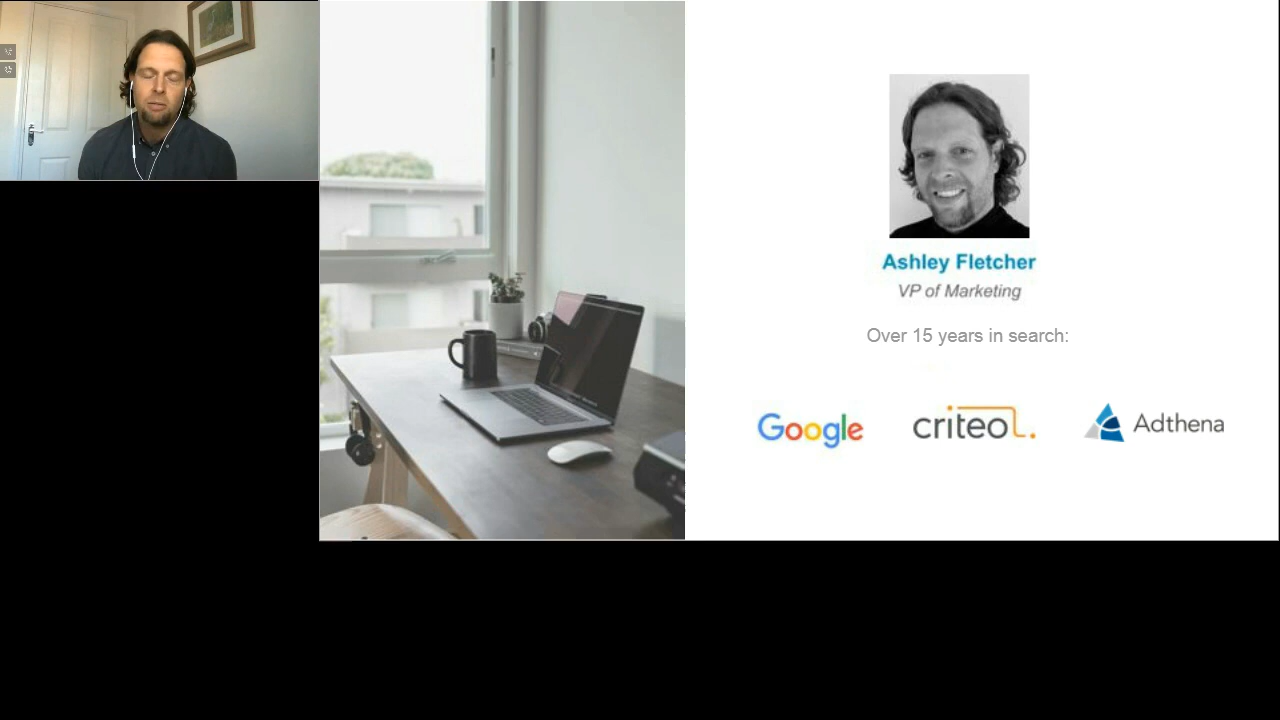 Ashley Fletcher
VP of Marketing
Over 15 years in search:
Google
criteo
Adthena